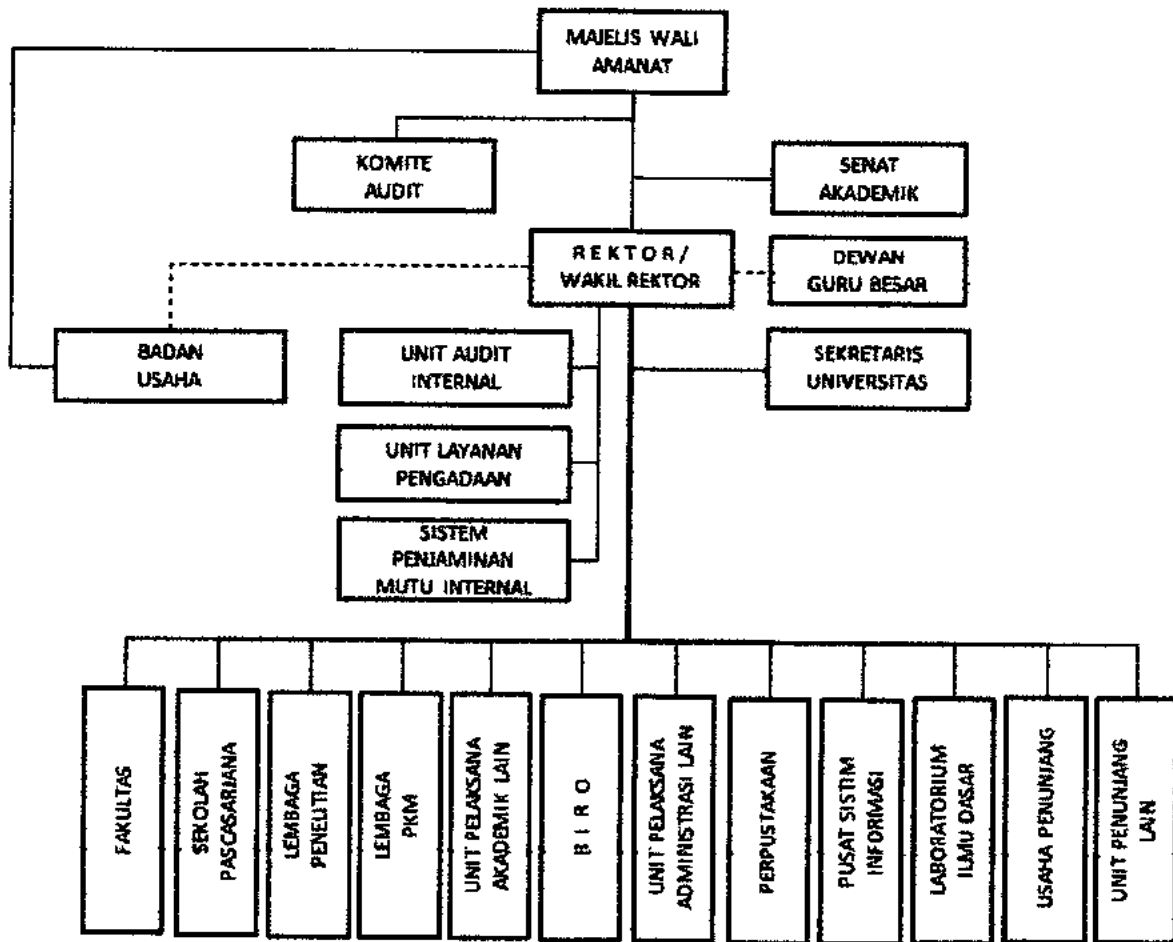 MAJELIS WALI
AMANAT
KOMITE
AUDIT
SENAT
AKADEMIK
REKTOR/
WAKIL REKTOR
DEWAN
GURU BESAR
BADAN
USAHA
UNIT AUDIT
INTERNAL
SEKRETARIS
UNIVERSITAS
UNIT LAYANAN
PENGADAAN
SISTEM
PENJAMINAN
MUTU INTERNAL
FAKULTAS
SEKOLAH
PASCASARJANA
LEMBAGA
PENELITIAN
LEMBAGA
PKM
UNIT PELAKSANA
AKADEMIK LAIN
BIRO
UNIT PELAKSANA
ADMINISTRASI LAIN
PERPUSTAKAAN
PUSAT SISTIM
INFORMASI
LABORATORIUM
ILMU DASAR
USAHA PENUNJANG
UNIT PENUNJANG
LAIN